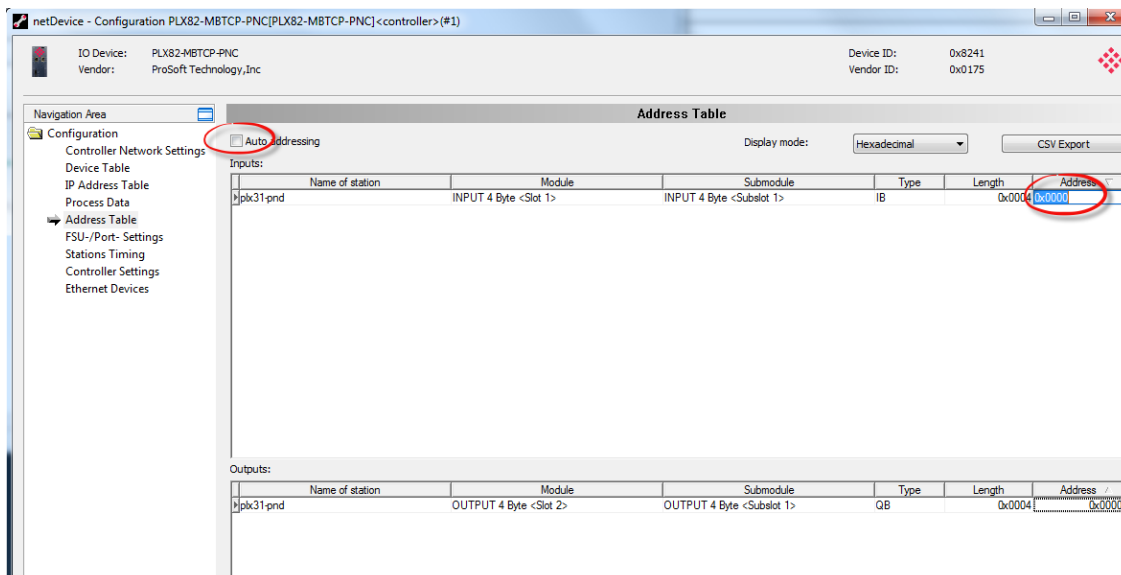 netDevice - Configuration PLX82-MBTCP-PNC[PLX82-MBTCP-PNC]<controller>(#1)
IO Device: PLX82-MBTCP-PNC Device ID: 0x8241
Vendor: ProSoft Technology,Inc Vendor ID: 0x0175
Navigation Area
Address Table
Configuration
Controller Network Settings
Device Table
IP Address Table
Process Data
Address Table
FSU-/Port- Settings
Stations Timing
Controller Settings
Ethernet Devices
Auto addressing Display mode: Hexadecimal CSV Export
Inputs:
Name of station Module Submodule Type Length Address
plx31-pnd INPUT 4 Byte <Slot 1> INPUT 4 Byte <Subslot 1> IB 0x0004 0x0000
Outputs:
Name of station Module Submodule Type Length Address
plx31-pnd OUTPUT 4 Byte <Slot 2> OUTPUT 4 Byte <Subslot 1> QB 0x0004 0x0000